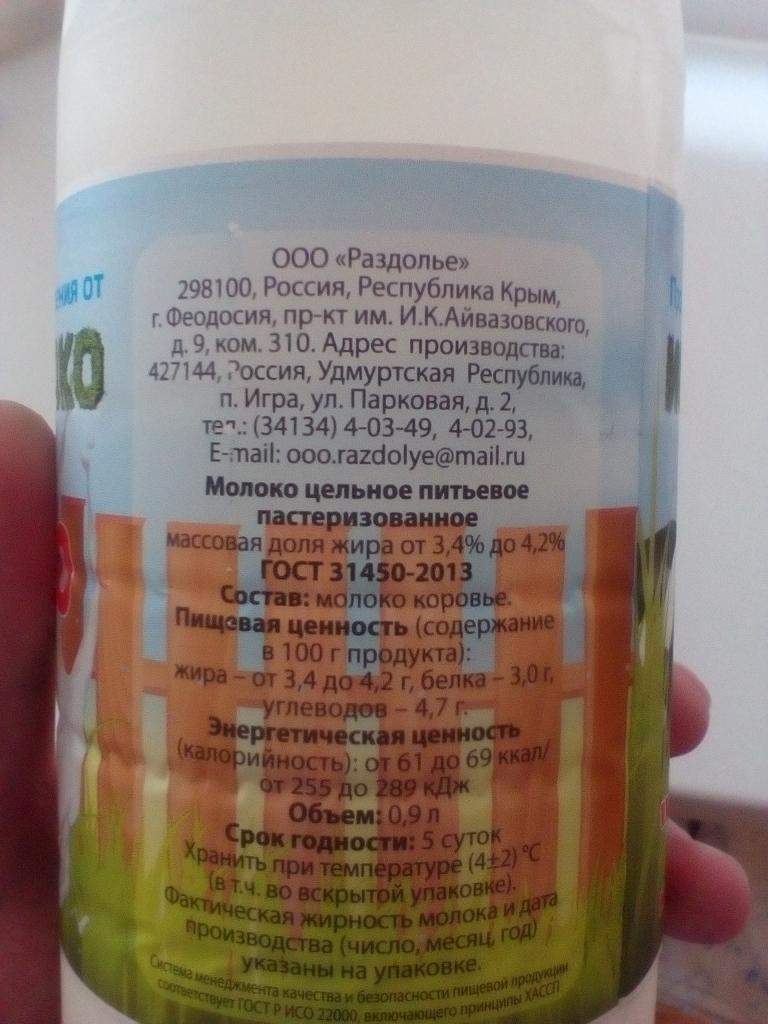 ООО «Раздолье»
298100, Россия, Республика Крым,
г. Феодосия, пр-кт им. И.К.Айвазовского,
д. 9, ком. 310. Адрес производства:
427144, Россия, Удмуртская Республика,
п. Игра, ул. Парковая, д. 2,
тел.: (34134) 4-03-49, 4-02-93,
E-mail: ooo.razdolye@mail.ru
Молоко цельное питьевое
пастеризованное
массовая доля жира от 3,4% до 4,2%
ГОСТ 31450-2013
Состав: молоко коровье.
Пищевая ценность (содержание
в 100 г продукта):
жира – от 3,4 до 4,2 г, белка – 3,0 г,
углеводов – 4,7 г.
Энергетическая ценность
(калорийность): от 61 до 69 ккал/
от 255 до 289 кДж
Объем: 0,9 л
Срок годности: 5 суток
Хранить при температуре (4±2) °С
(в т.ч. во вскрытой упаковке).
Фактическая жирность молока и дата
производства (число, месяц, год)
указаны на упаковке.
Система менеджмента качества и безопасности пищевой продукции
соответствует ГОСТ Р ИСО 22000, включающего принципы ХАССП